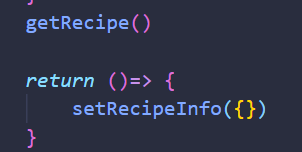 }
getRecipe()
return ()=> {
setRecipeInfo({})
}